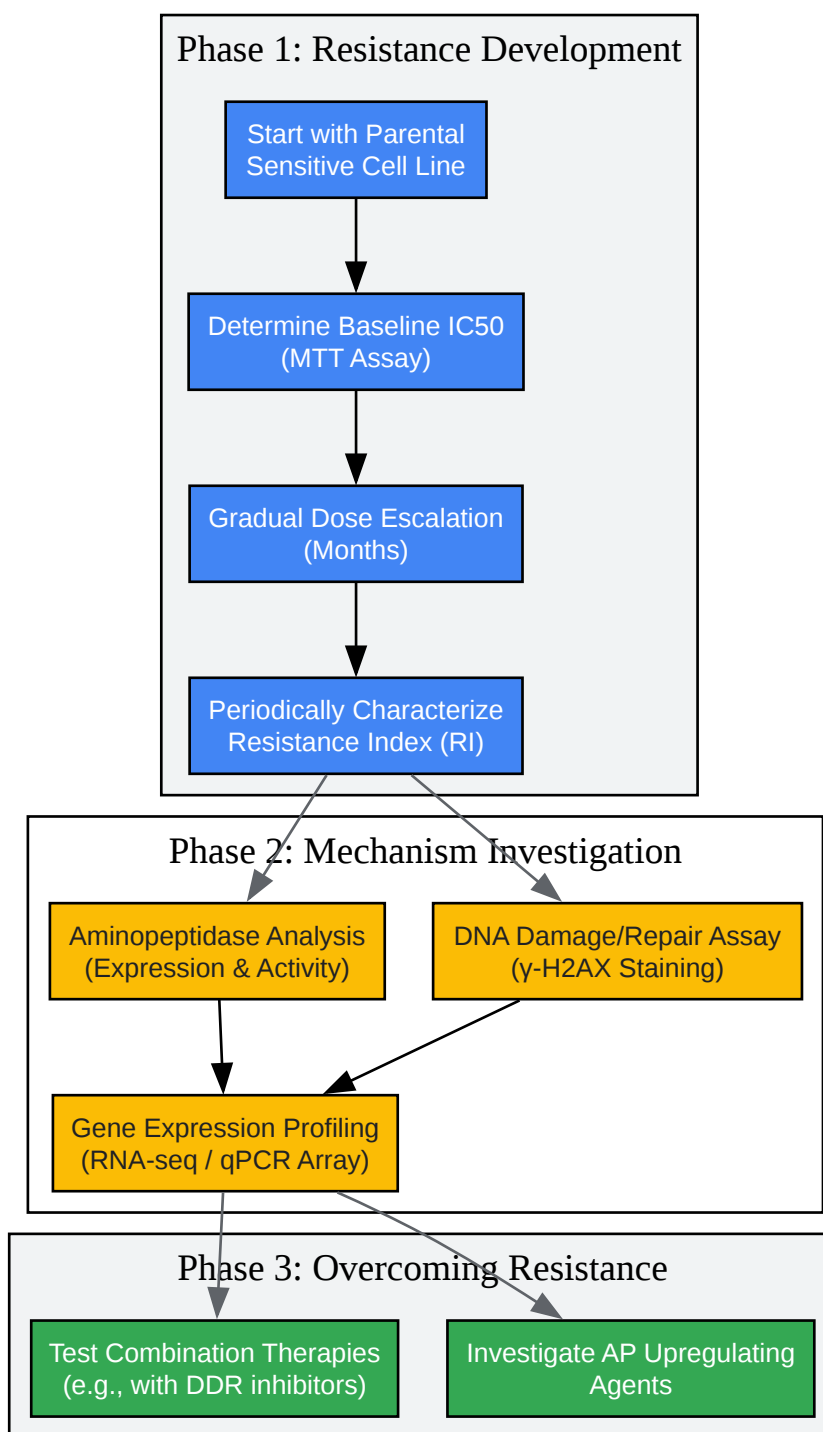 Phase 1: Resistance Development
Start with Parental
Sensitive Cell Line
Determine Baseline IC50
(MTT Assay)
Gradual Dose Escalation
(Months)
Periodically Characterize
Resistance Index (RI)
Phase 2: Mechanism Investigation
Aminopeptidase Analysis
(Expression & Activity)
DNA Damage/Repair Assay
(γ-H2AX Staining)
Gene Expression Profiling
(RNA-seq / qPCR Array)
Phase 3: Overcoming Resistance
Test Combination Therapies
(e.g., with DDR inhibitors)
Investigate AP Upregulating
Agents